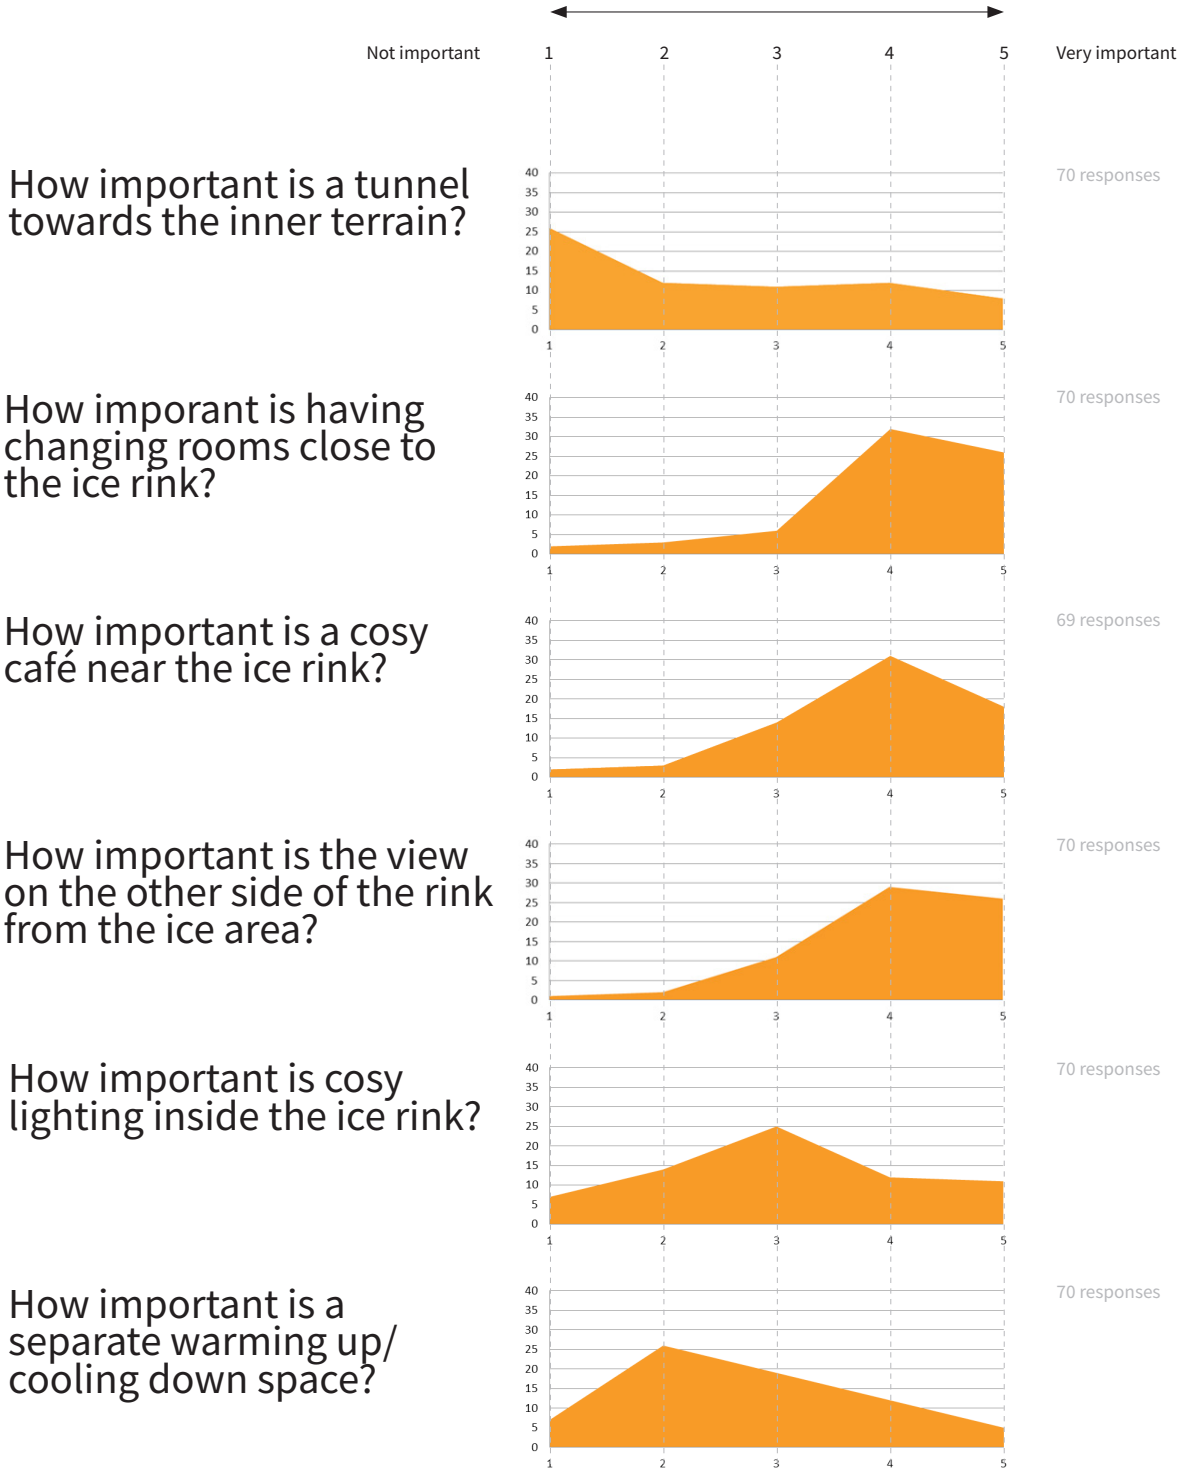 Not important 1 2 3 4 5 Very important
How important is a tunnel
towards the inner terrain?
40
35
30
25
20
15
10
5
0
1 2 3 4 5
70 responses
How imporant is having
changing rooms close to
the ice rink?
40
35
30
25
20
15
10
5
0
1 2 3 4 5
70 responses
How important is a cosy
café near the ice rink?
40
35
30
25
20
15
10
5
0
1 2 3 4 5
69 responses
How important is the view
on the other side of the rink
from the ice area?
40
35
30
25
20
15
10
5
0
1 2 3 4 5
70 responses
How important is cosy
lighting inside the ice rink?
40
35
30
25
20
15
10
5
0
1 2 3 4 5
70 responses
How important is a
separate warming up/
cooling down space?
40
35
30
25
20
15
10
5
0
1 2 3 4 5
70 responses